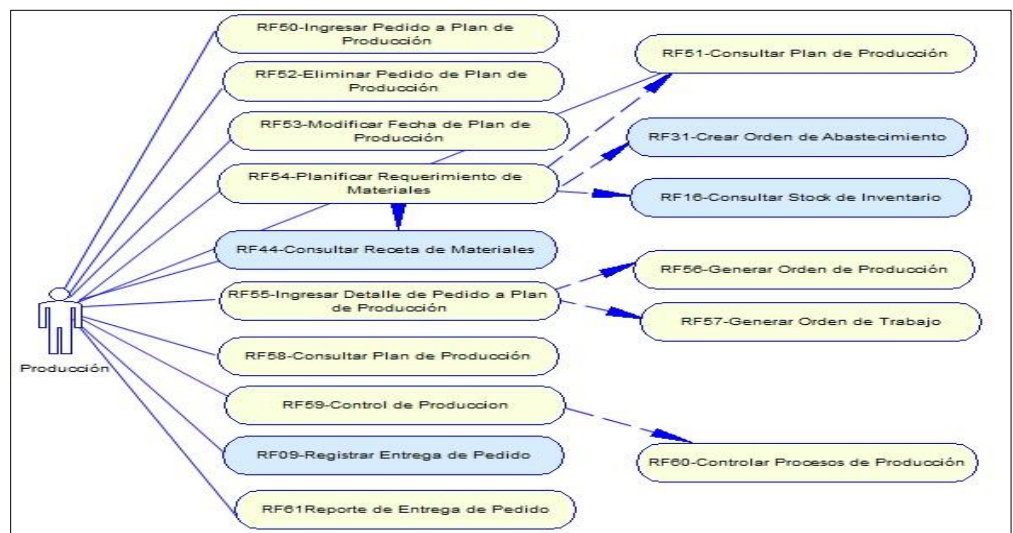 RF50-Ingresar Pedido a Plan de
Producción
RF52-Eliminar Pedido de Plan de
Producción
RF53-Modificar Fecha de Plan de
Producción
RF54-Planificar Requerimiento de
Materiales
RF44-Consultar Receta de Materiales
RF55-Ingresar Detalle de Pedido a Plan
de Producción
RF58-Consultar Plan de Producción
RF59-Control de Produccion
RF09-Registrar Entrega de Pedido
RF61Reporte de Entrega de Pedido
RF51-Consultar Plan de Producción
RF31-Crear Orden de Abastecimiento
RF16-Consultar Stock de Inventario
RF56-Generar Orden de Producción
RF57-Generar Orden de Trabajo
RF60-Controlar Procesos de Producción
Producción